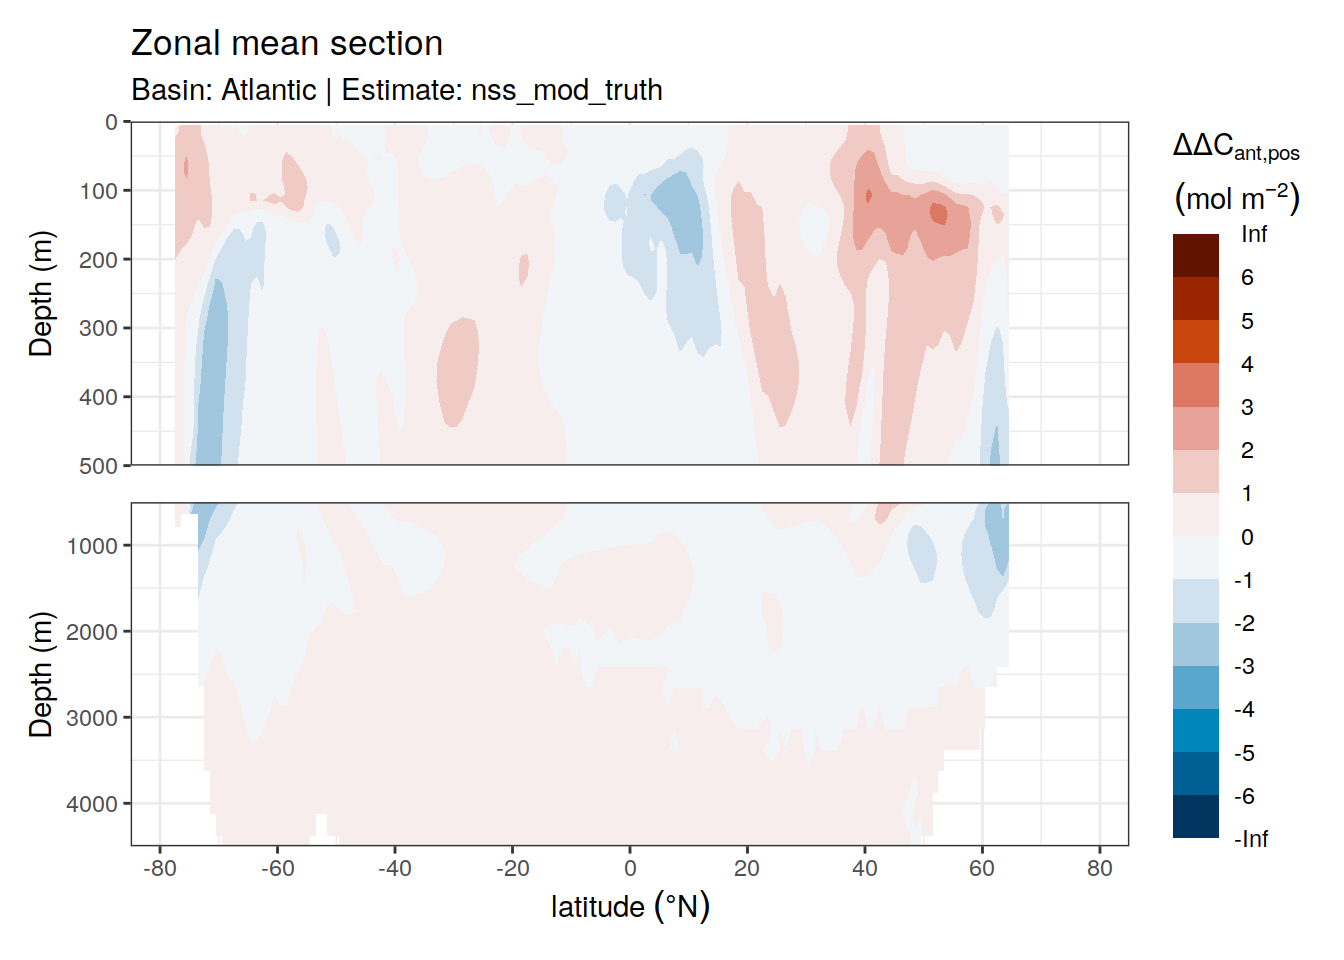 Zonal mean section
Basin: Atlantic | Estimate: nss_mod_truth
Depth (m)
0
100
200
300
400
500
Depth (m)
1000
2000
3000
4000
-80 -60 -40 -20 0 20 40 60 80
latitude (°N)
ΔΔC_ant,pos
(mol m⁻²)
Inf
6
5
4
3
2
1
0
-1
-2
-3
-4
-5
-6
-Inf